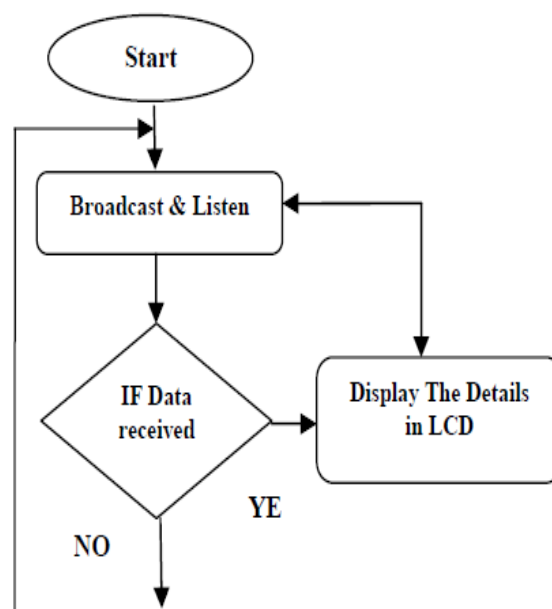 Start
Broadcast & Listen
IF Data
received
Display The Details
in LCD
YE
NO